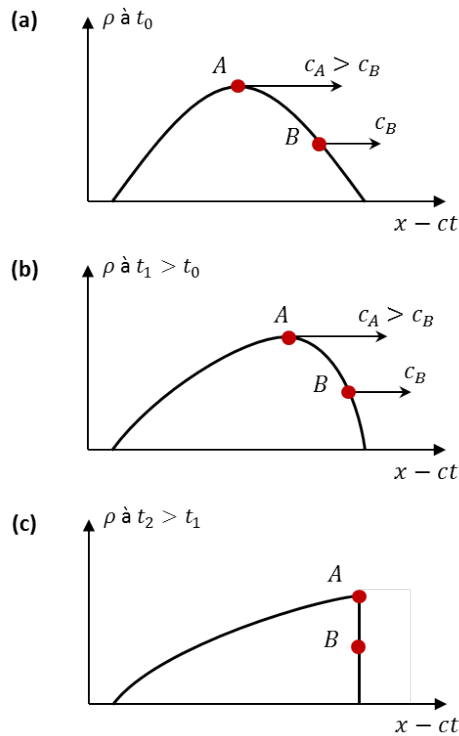 (a)
ρ à t₀
A
c_A > c_B
B
c_B
x − ct
(b)
ρ à t₁ > t₀
A
c_A > c_B
B
c_B
x − ct
(c)
ρ à t₂ > t₁
A
B
x − ct